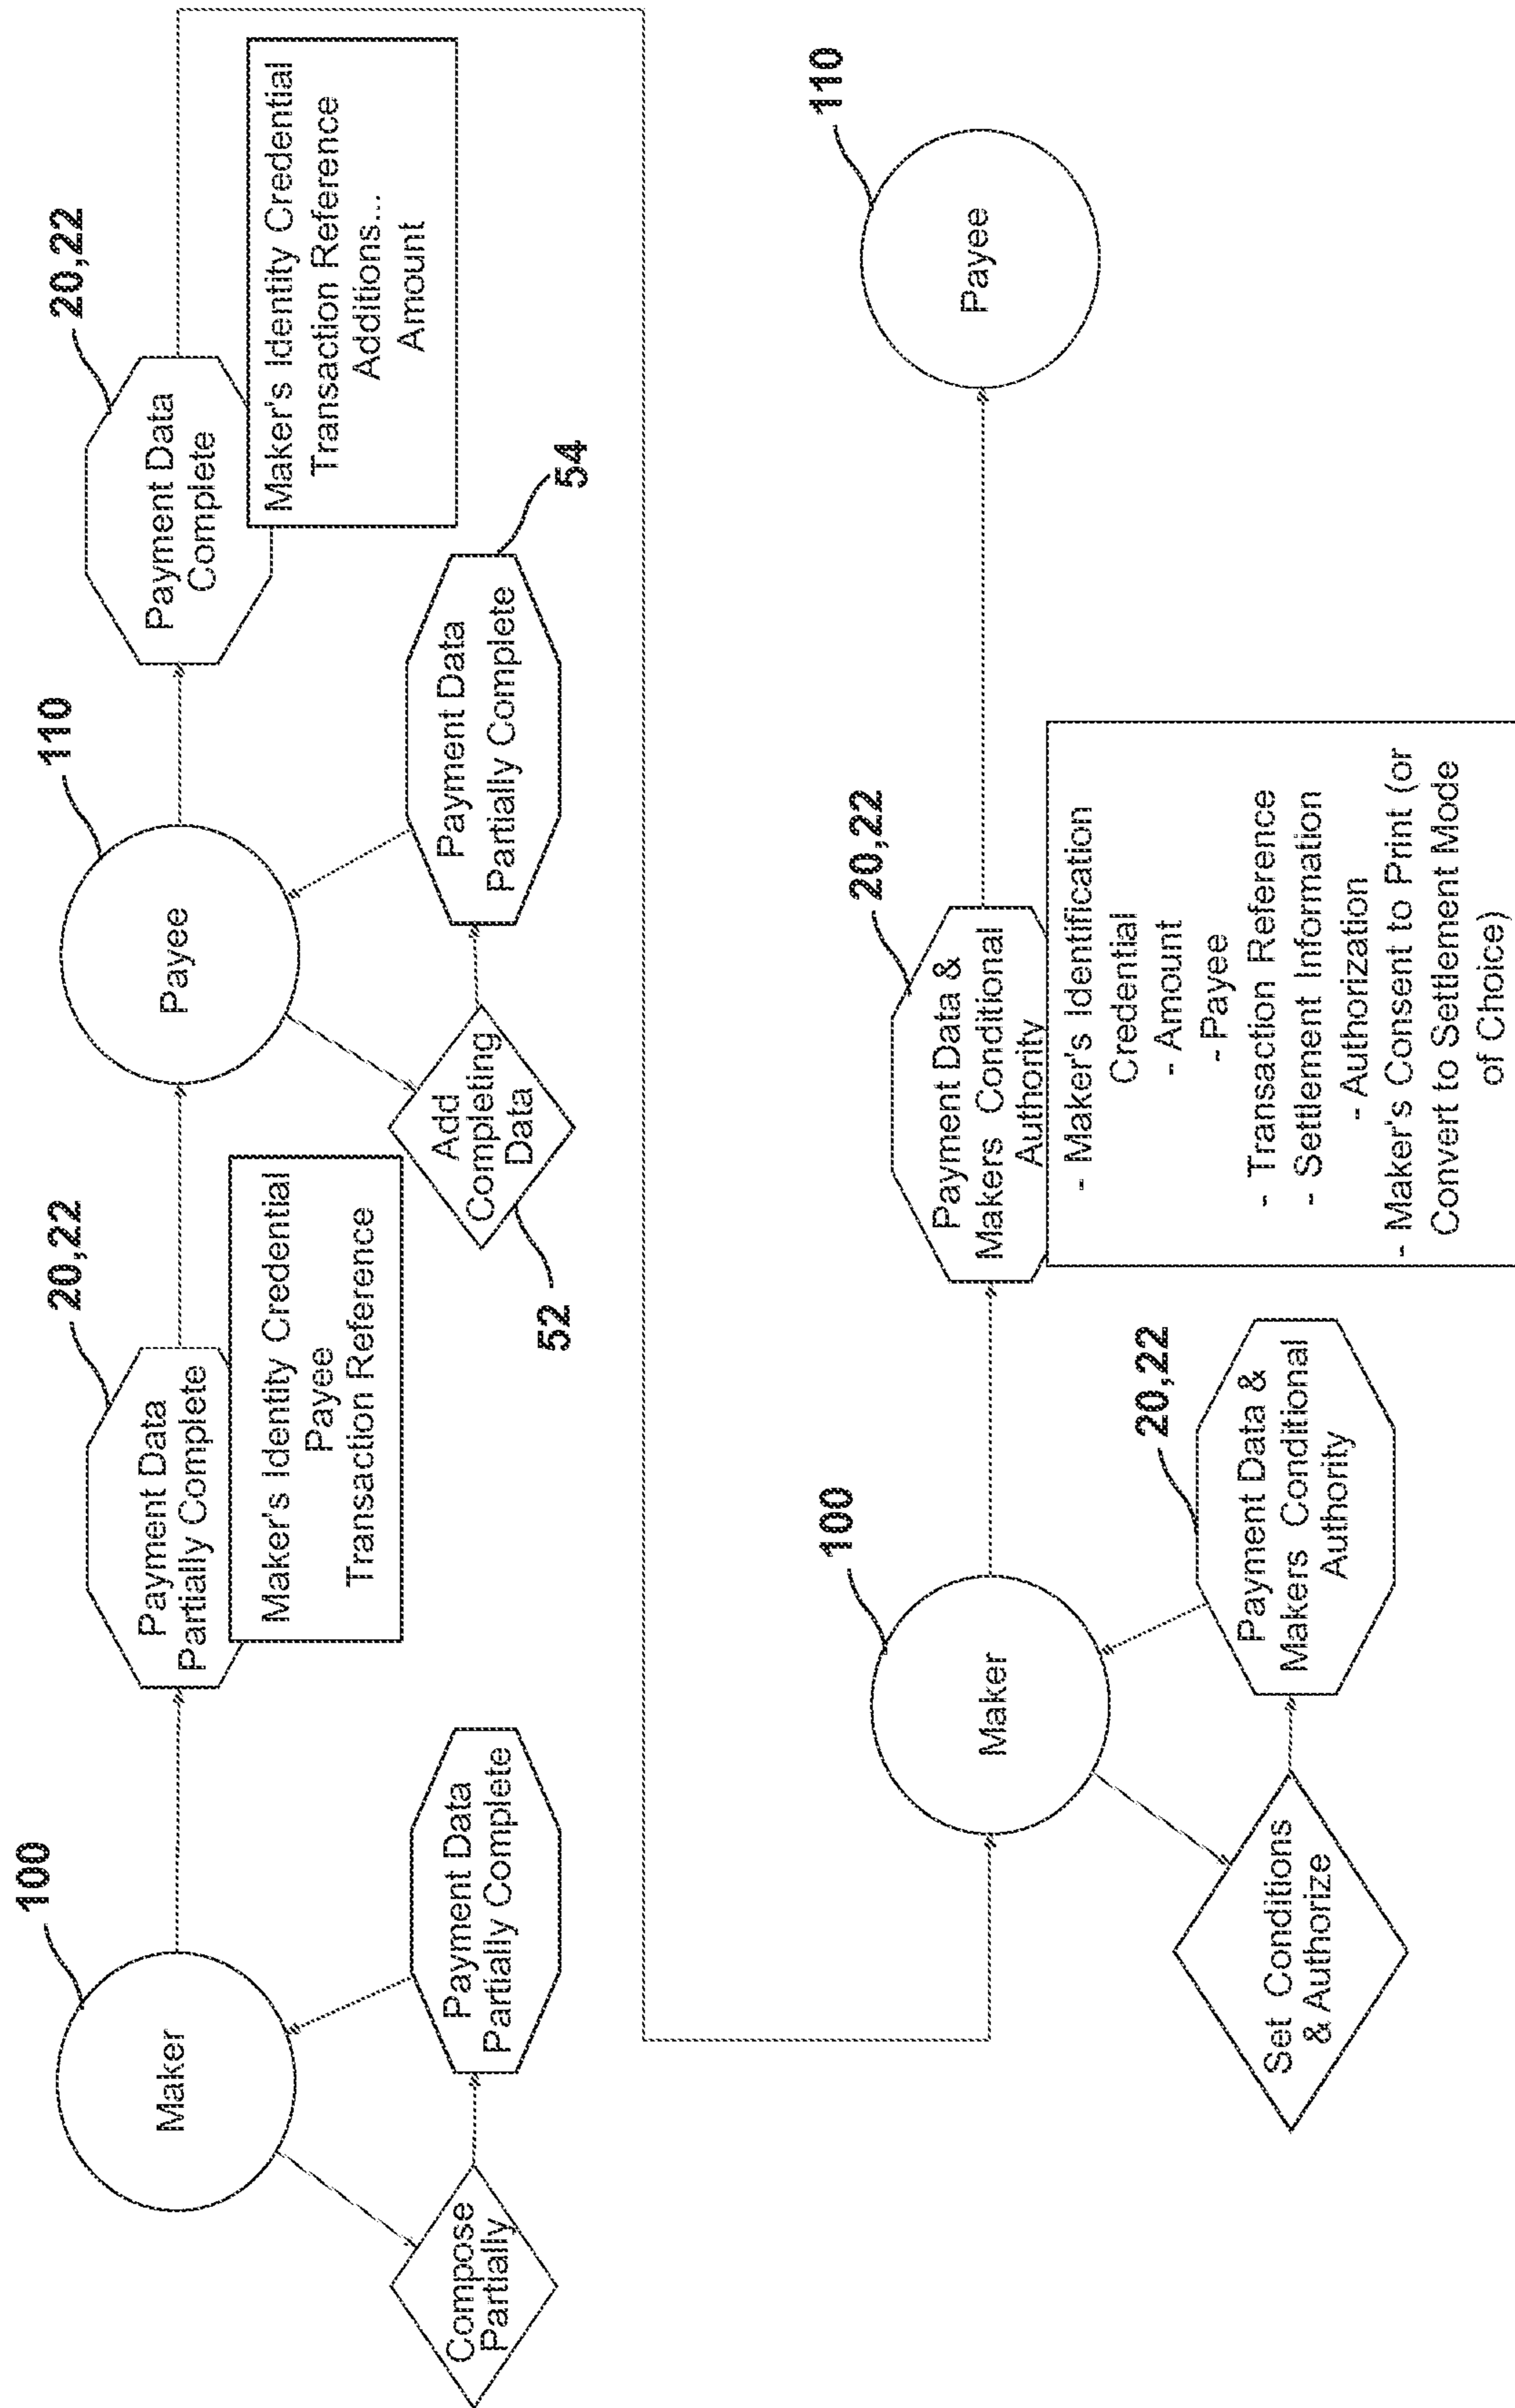 100
Maker
Compose
Partially
Payment Data
Partially Complete
20,22
Payment Data
Partially Complete
Maker's Identity Credential
Payee
Transaction Reference
110
Payee
52
Add
Completing
Data
54
Payment Data
Partially Complete
20,22
Payment Data
Complete
Maker's Identity Credential
Transaction Reference
Additions...
Amount
100
Maker
Set Conditions
& Authorize
20,22
Payment Data &
Makers Conditional
Authority
20,22
Payment Data &
Makers Conditional
Authority
- Maker's Identification
Credential
- Amount
- Payee
- Transaction Reference
- Settlement Information
- Authorization
- Maker's Consent to Print (or
Convert to Settlement Mode
of Choice)
110
Payee